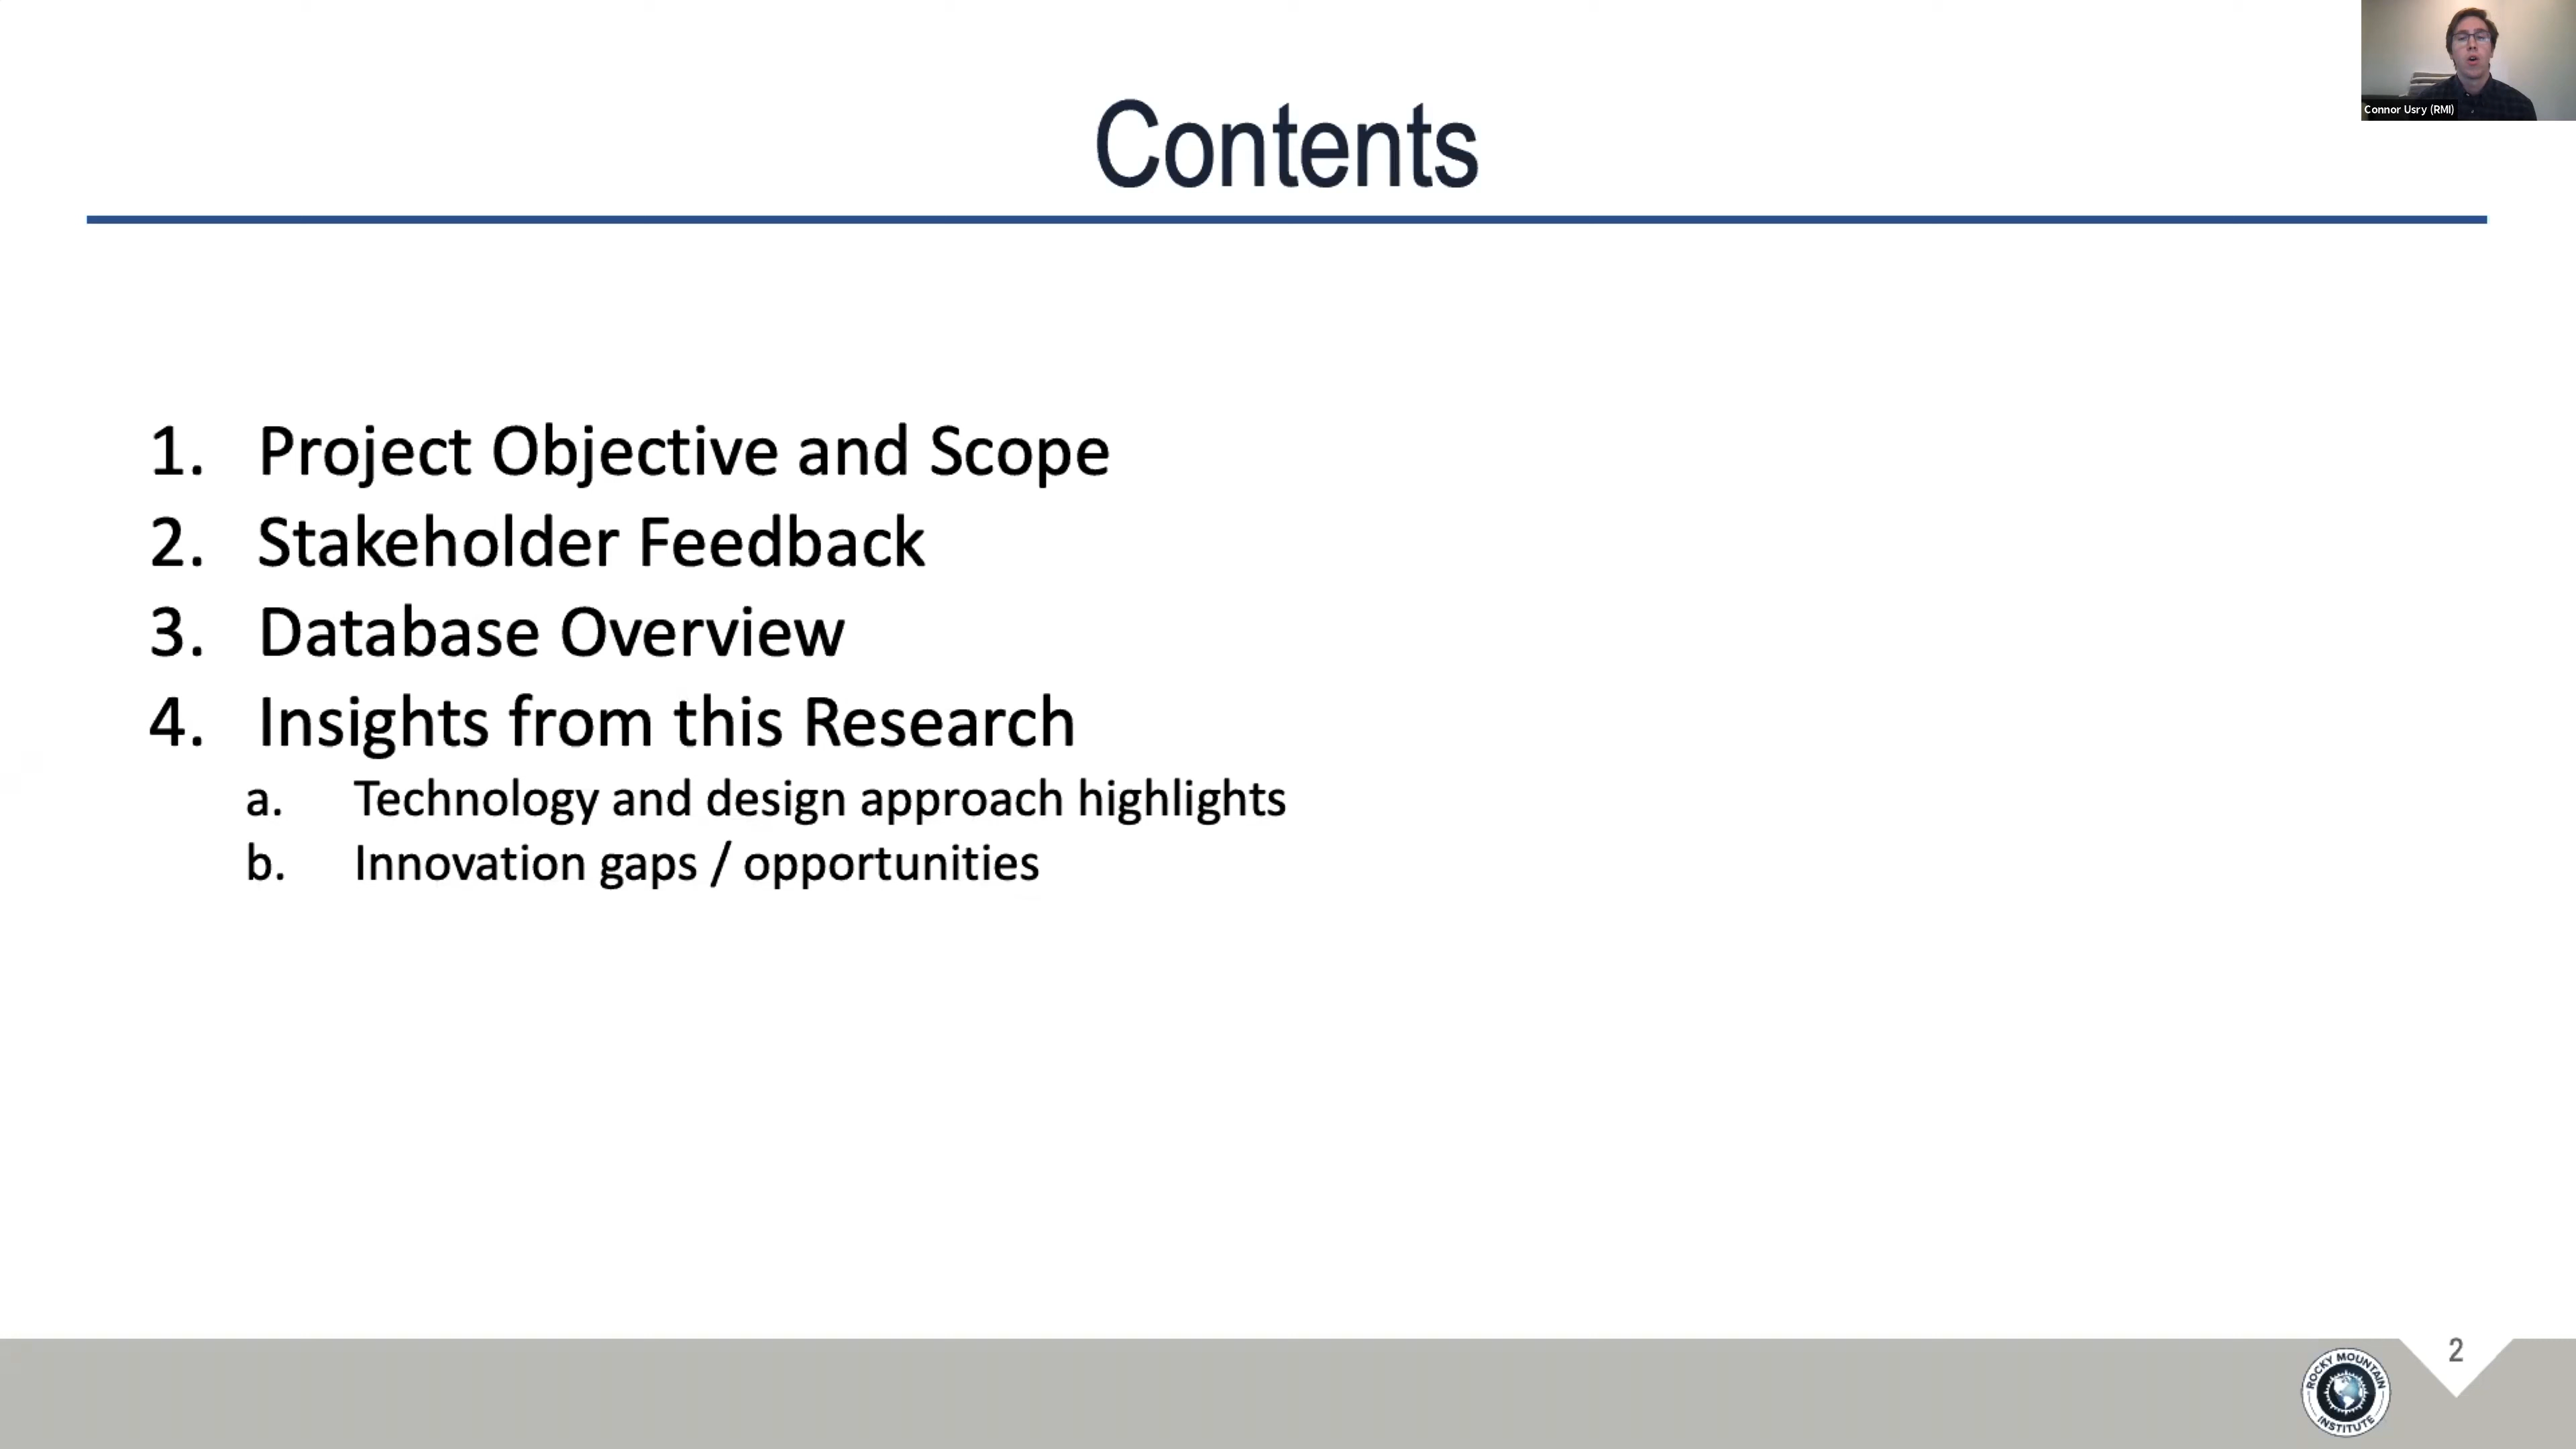 Connor Usry (RMI)
Contents
1. Project Objective and Scope
2. Stakeholder Feedback
3. Database Overview
4. Insights from this Research
a. Technology and design approach highlights
b. Innovation gaps / opportunities
2
ROCKY MOUNTAIN
INSTITUTE